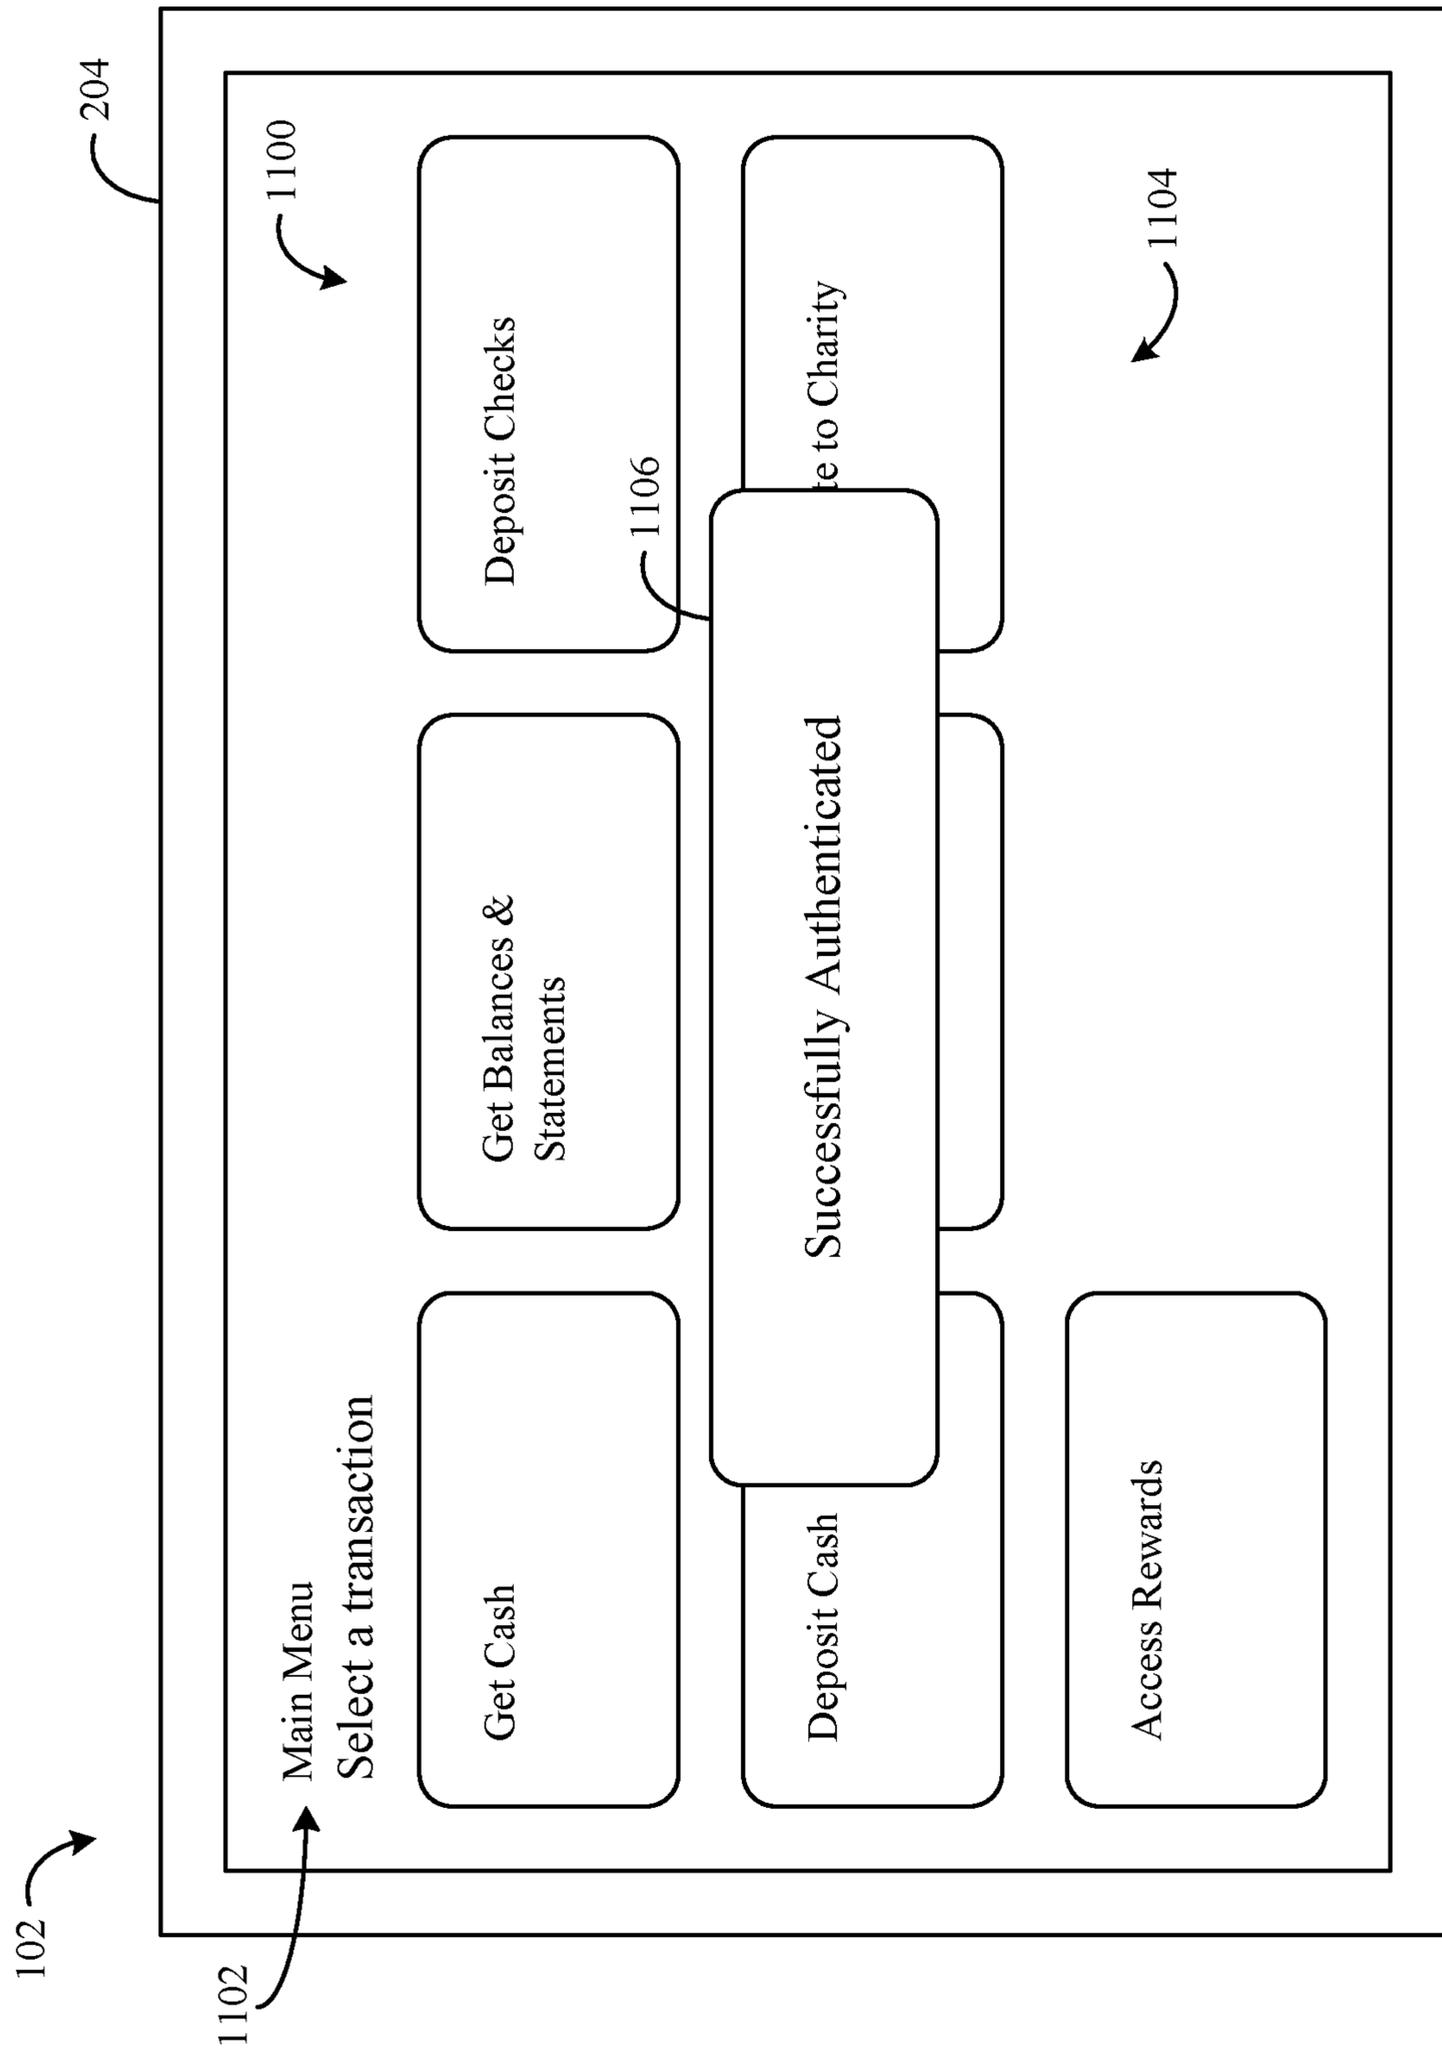 102
204
1102
Main Menu
Select a transaction
1100
Get Cash
Get Balances &
Statements
Deposit Checks
1106
Deposit Cash
Successfully Authenticated
te to Charity
Access Rewards
1104